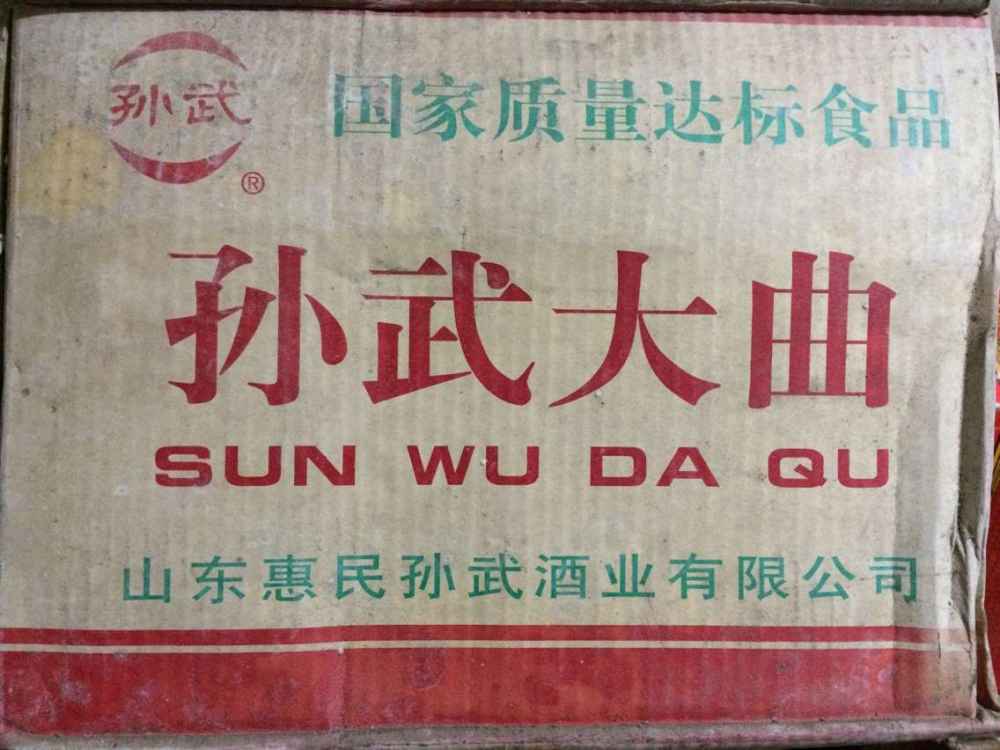 孙武
®
国家质量达标食品
孙武大曲
SUN WU DA QU
山东惠民孙武酒业有限公司